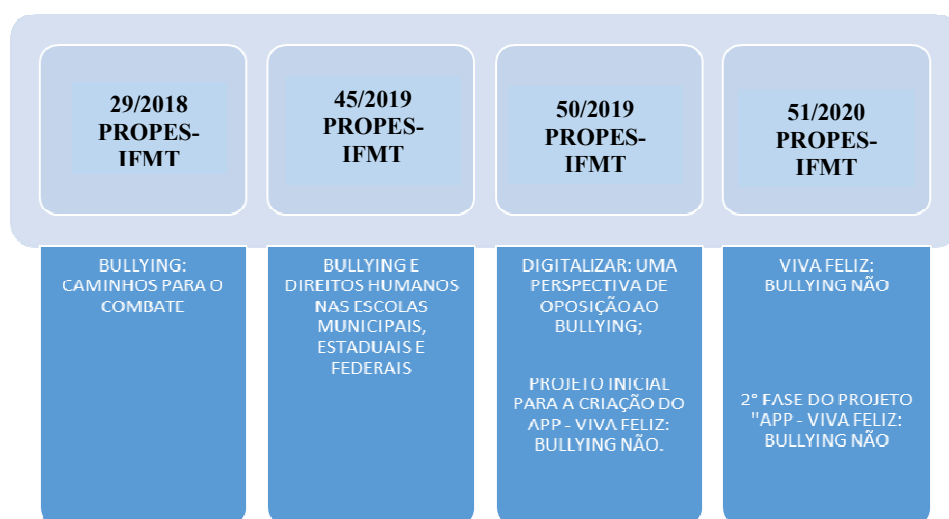 29/2018
PROPES-
IFMT
BULLYING:
CAMINHOS PARA O
COMBATE
45/2019
PROPES-
IFMT
BULLYING E
DIREITOS HUMANOS
NAS ESCOLAS
MUNICIPAIS,
ESTADUAIS E
FEDERAIS
50/2019
PROPES-
IFMT
DIGITALIZAR: UMA
PERSPECTIVA DE
OPOSIÇÃO AO
BULLYING;
PROJETO INICIAL
PARA A CRIAÇÃO DO
APP - VIVA FELIZ:
BULLYING NÃO.
51/2020
PROPES-
IFMT
VIVA FELIZ:
BULLYING NÃO
2° FASE DO PROJETO
"APP - VIVA FELIZ:
BULLYING NÃO